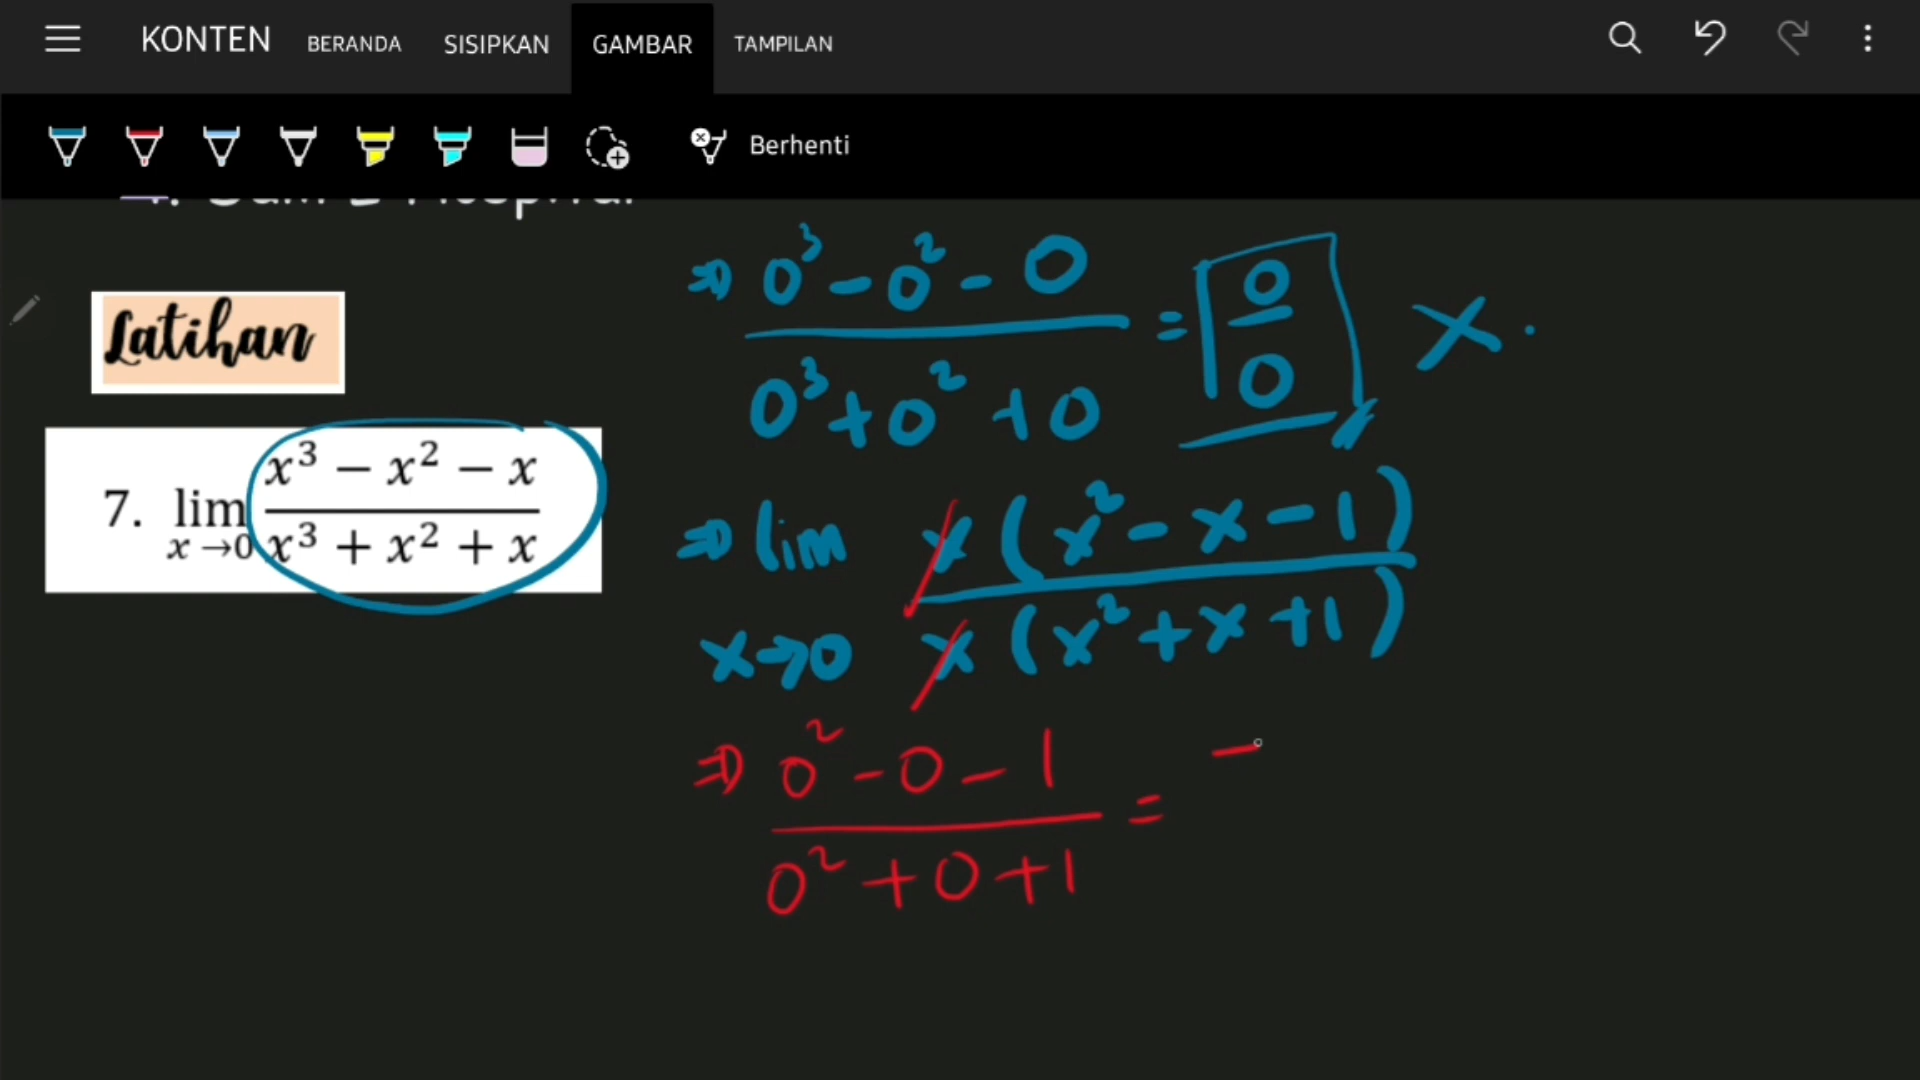 KONTEN BERANDA SISIPKAN GAMBAR TAMPILAN
Berhenti
Latihan
7. lim x→0 (x³ − x² − x)/(x³ + x² + x)
⇒ (0³ - 0² - 0)/(0³ + 0² + 0) = 0/0 X .
⇒ lim x→0 x(x² - x - 1)/x(x² + x + 1)
⇒ (0² - 0 - 1)/(0² + 0 + 1) = -